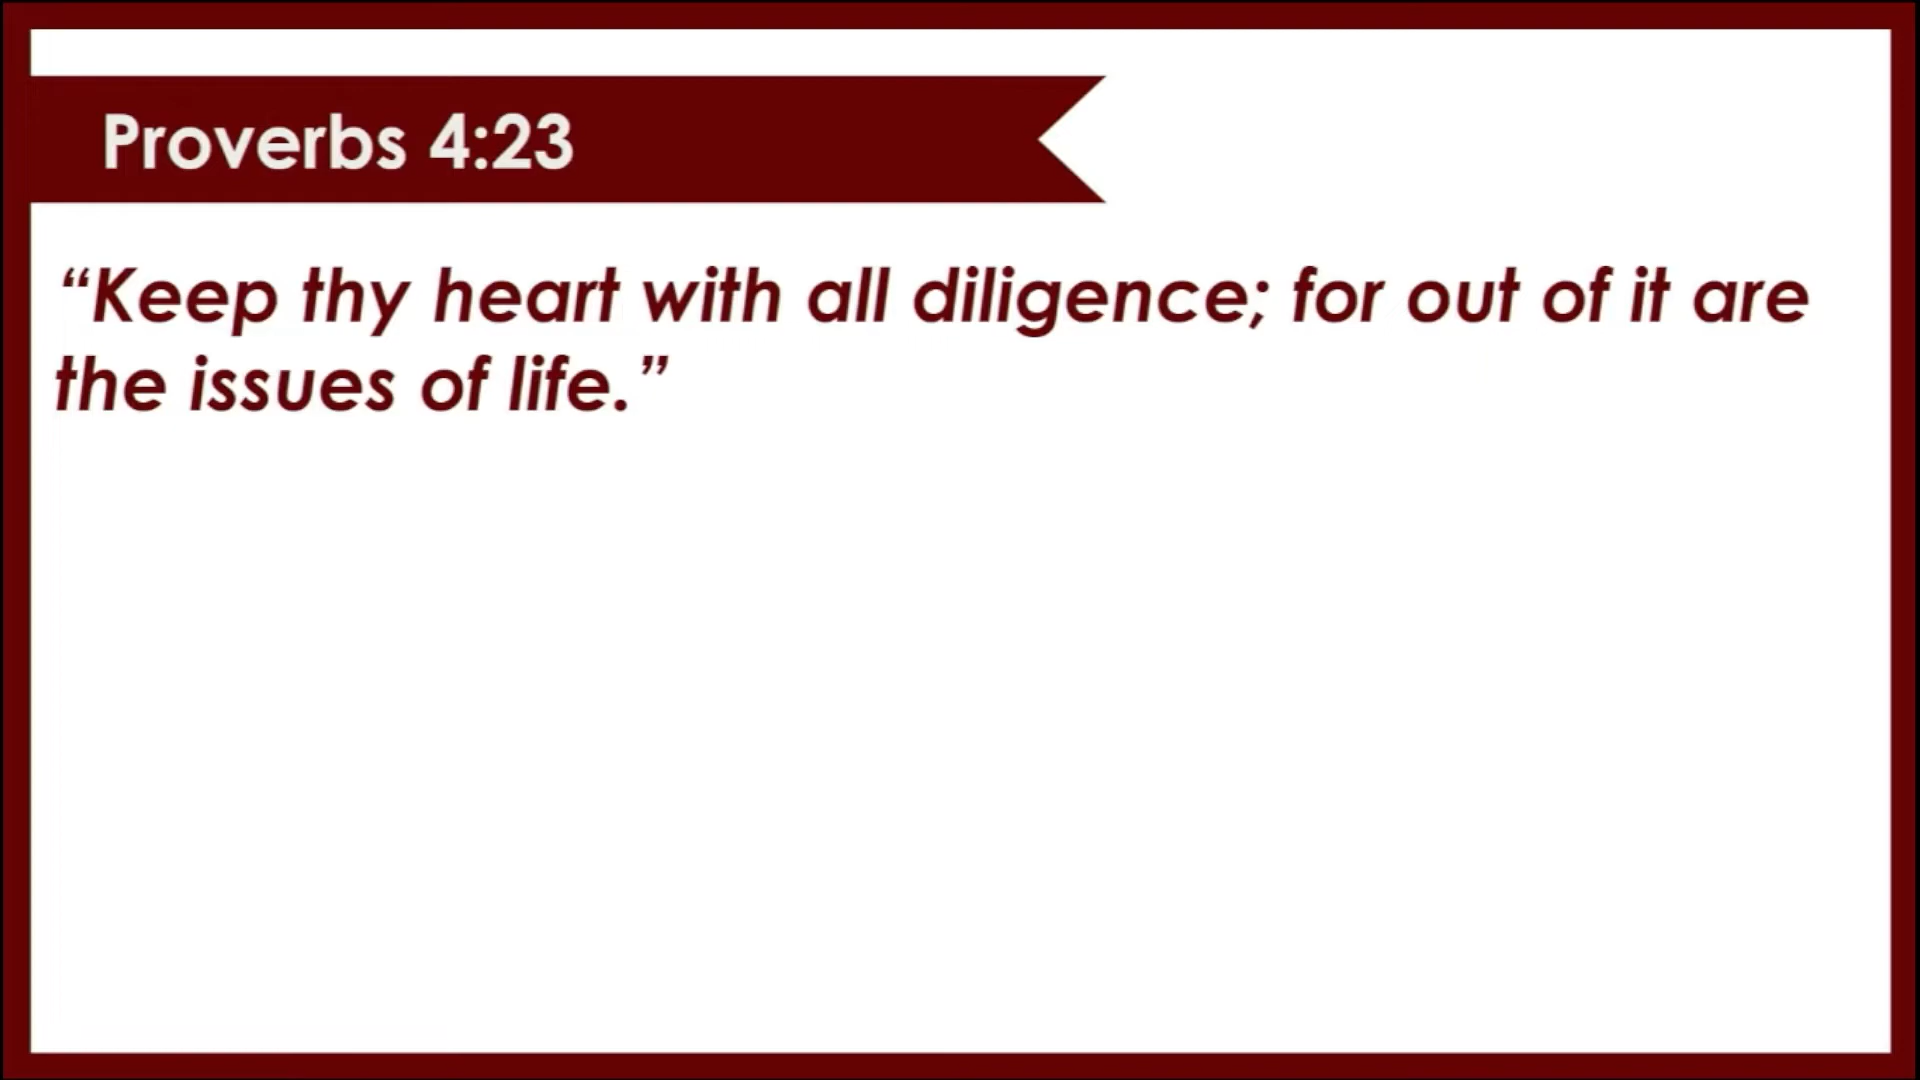 Proverbs 4:23
“Keep thy heart with all diligence; for out of it are
the issues of life.”